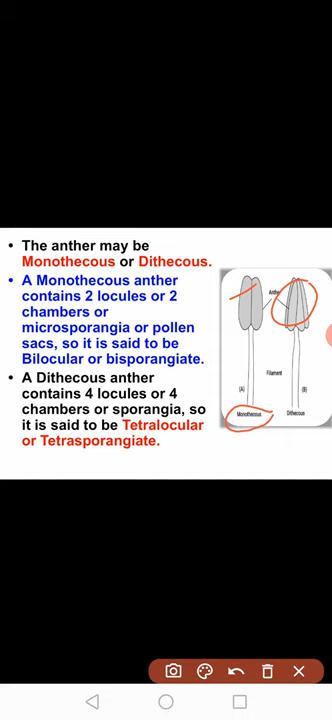 • The anther may be
Monothecous or Dithecous.
• A Monothecous anther
contains 2 locules or 2
chambers or
microsporangia or pollen
sacs, so it is said to be
Bilocular or bisporangiate.
• A Dithecous anther
contains 4 locules or 4
chambers or sporangia, so
it is said to be Tetralocular
or Tetrasporangiate.
Anther
Filament
(A) (B)
Monothecous Dithecous